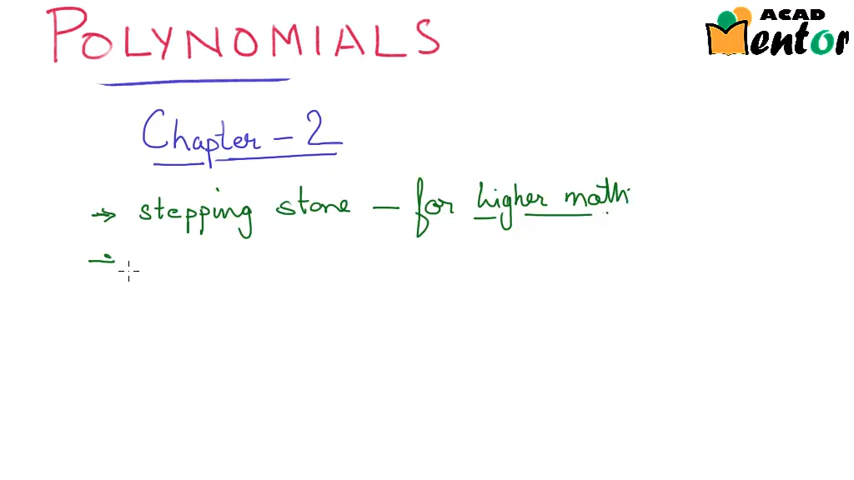 POLYNOMIALS
ACAD
mentor
Chapter - 2
→ stepping stone — for higher math
→